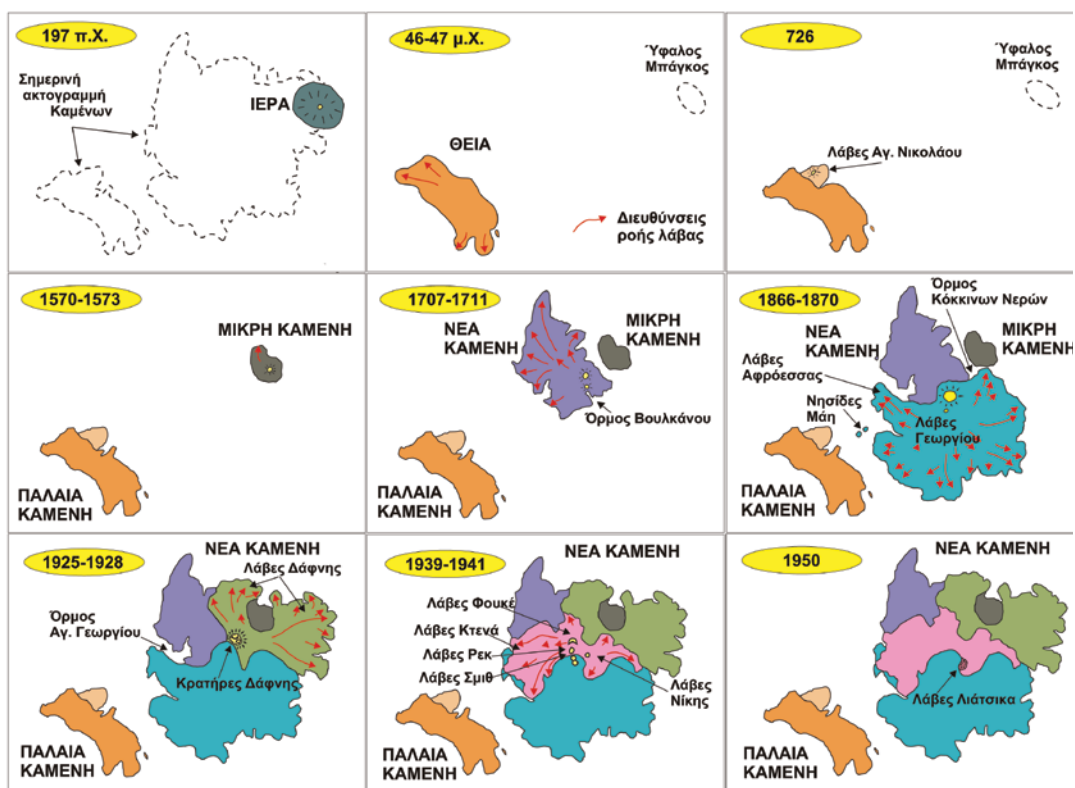 197 π.Χ.
Σημερινή
ακτογραμμή
Καμένων
ΙΕΡΑ
46-47 μ.Χ.
Ύφαλος
Μπάγκος
ΘΕΙΑ
Διευθύνσεις
ροής λάβας
726
Ύφαλος
Μπάγκος
Λάβες Αγ. Νικολάου
1570-1573
ΜΙΚΡΗ ΚΑΜΕΝΗ
ΠΑΛΑΙΑ
ΚΑΜΕΝΗ
1707-1711
ΝΕΑ
ΚΑΜΕΝΗ
ΜΙΚΡΗ
ΚΑΜΕΝΗ
Όρμος Βουλκάνου
ΠΑΛΑΙΑ
ΚΑΜΕΝΗ
1866-1870
Όρμος
Κόκκινων Νερών
ΝΕΑ
ΚΑΜΕΝΗ
ΜΙΚΡΗ
ΚΑΜΕΝΗ
Λάβες
Αφρόεσσας
Νησίδες
Μάη
Λάβες
Γεωργίου
ΠΑΛΑΙΑ
ΚΑΜΕΝΗ
1925-1928
ΝΕΑ ΚΑΜΕΝΗ
Λάβες Δάφνης
Όρμος
Αγ. Γεωργίου
Κρατήρες Δάφνης
ΠΑΛΑΙΑ
ΚΑΜΕΝΗ
1939-1941
ΝΕΑ ΚΑΜΕΝΗ
Λάβες Φουκέ
Λάβες Κτενά
Λάβες Ρεκ
Λάβες Σμιθ
Λάβες
Νίκης
ΠΑΛΑΙΑ
ΚΑΜΕΝΗ
1950
ΝΕΑ ΚΑΜΕΝΗ
Λάβες Λιάτσικα
ΠΑΛΑΙΑ
ΚΑΜΕΝΗ